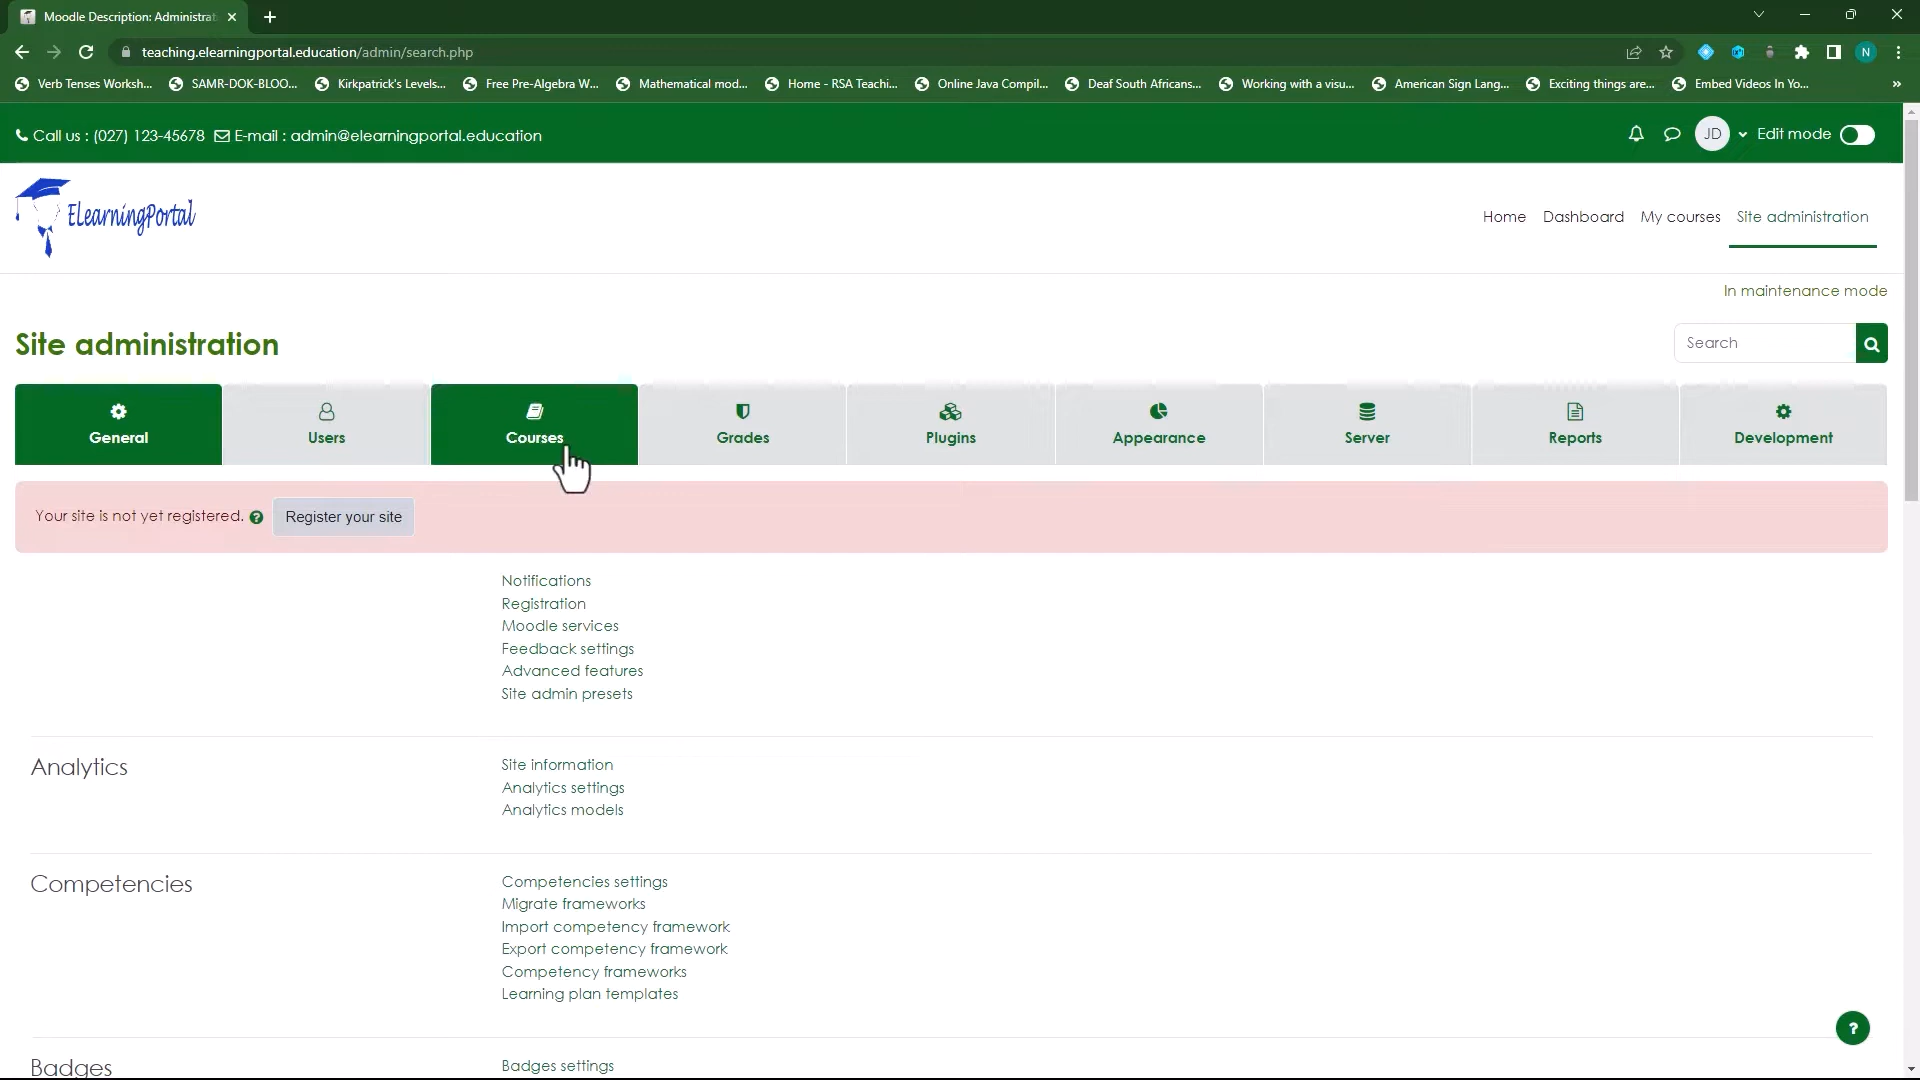 Moodle Description: Administrat
teaching.elearningportal.education/admin/search.php
N
Verb Tenses Worksh... SAMR-DOK-BLOO... Kirkpatrick's Levels... Free Pre-Algebra W... Mathematical mod... Home - RSA Teachi... Online Java Compil... Deaf South Africans... Working with a visu... American Sign Lang... Exciting things are... Embed Videos In Yo... »
Call us : (027) 123-45678 E-mail : admin@elearningportal.education
JD Edit mode
ELearningPortal
Home Dashboard My courses Site administration
In maintenance mode
Site administration
Search
General Users Courses Grades Plugins Appearance Server Reports Development
Your site is not yet registered. ? Register your site
Notifications
Registration
Moodle services
Feedback settings
Advanced features
Site admin presets
Analytics
Site information
Analytics settings
Analytics models
Competencies
Competencies settings
Migrate frameworks
Import competency framework
Export competency framework
Competency frameworks
Learning plan templates
?
Badges
Badges settings